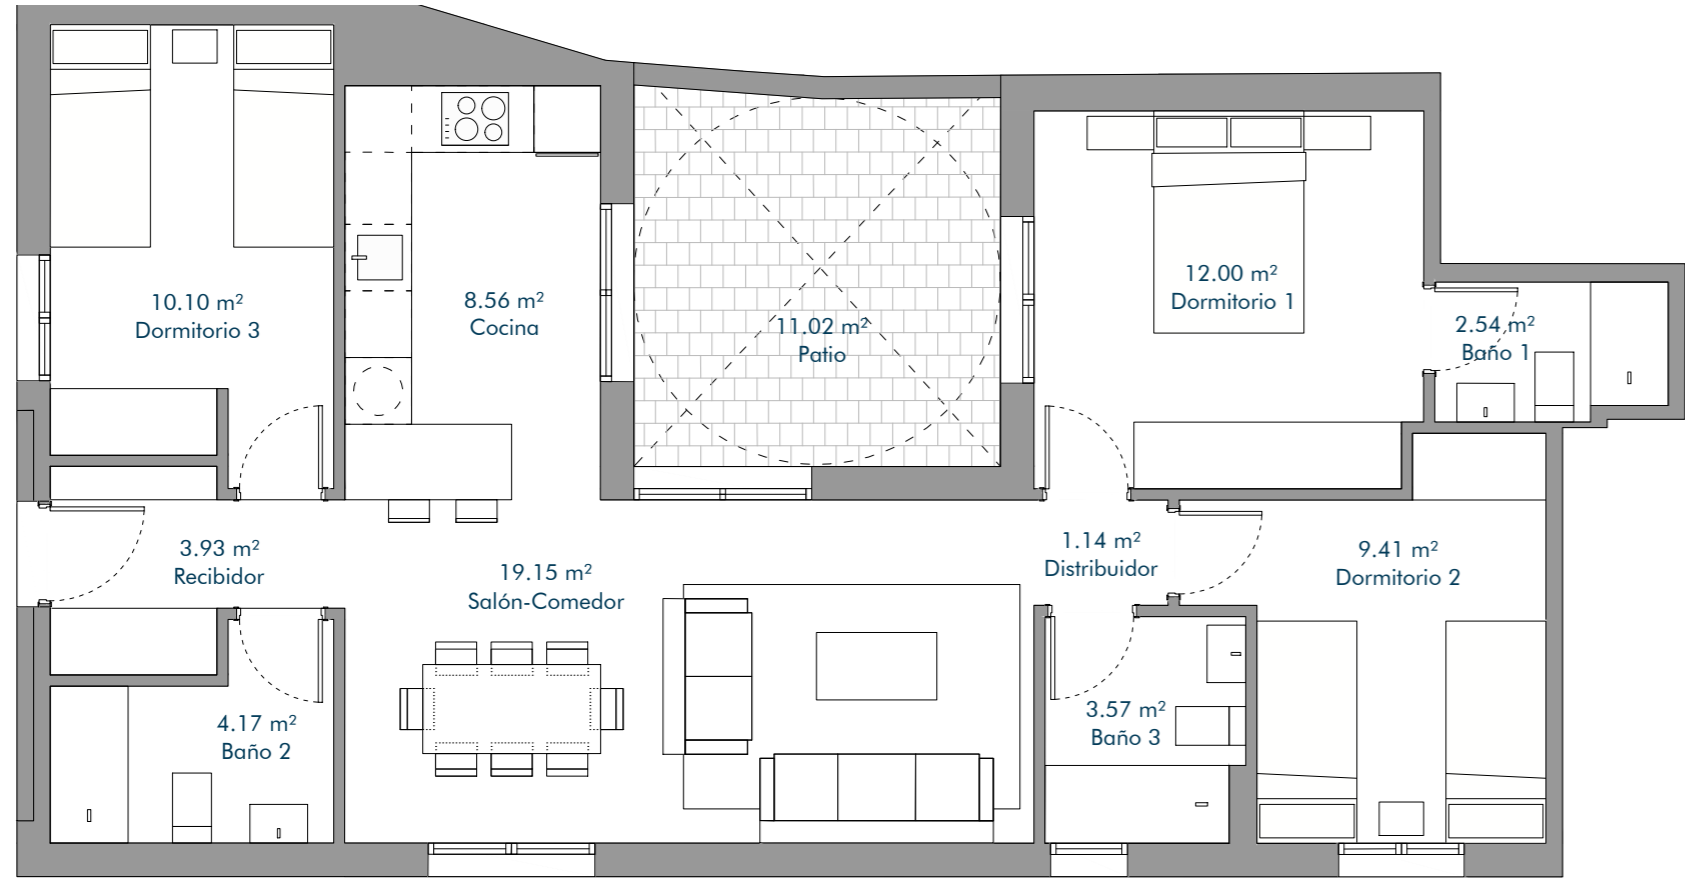 10.10 m²
Dormitorio 3
8.56 m²
Cocina
11.02 m²
Patio
12.00 m²
Dormitorio 1
2.54 m²
Baño 1
3.93 m²
Recibidor
19.15 m²
Salón-Comedor
1.14 m²
Distribuidor
9.41 m²
Dormitorio 2
4.17 m²
Baño 2
3.57 m²
Baño 3